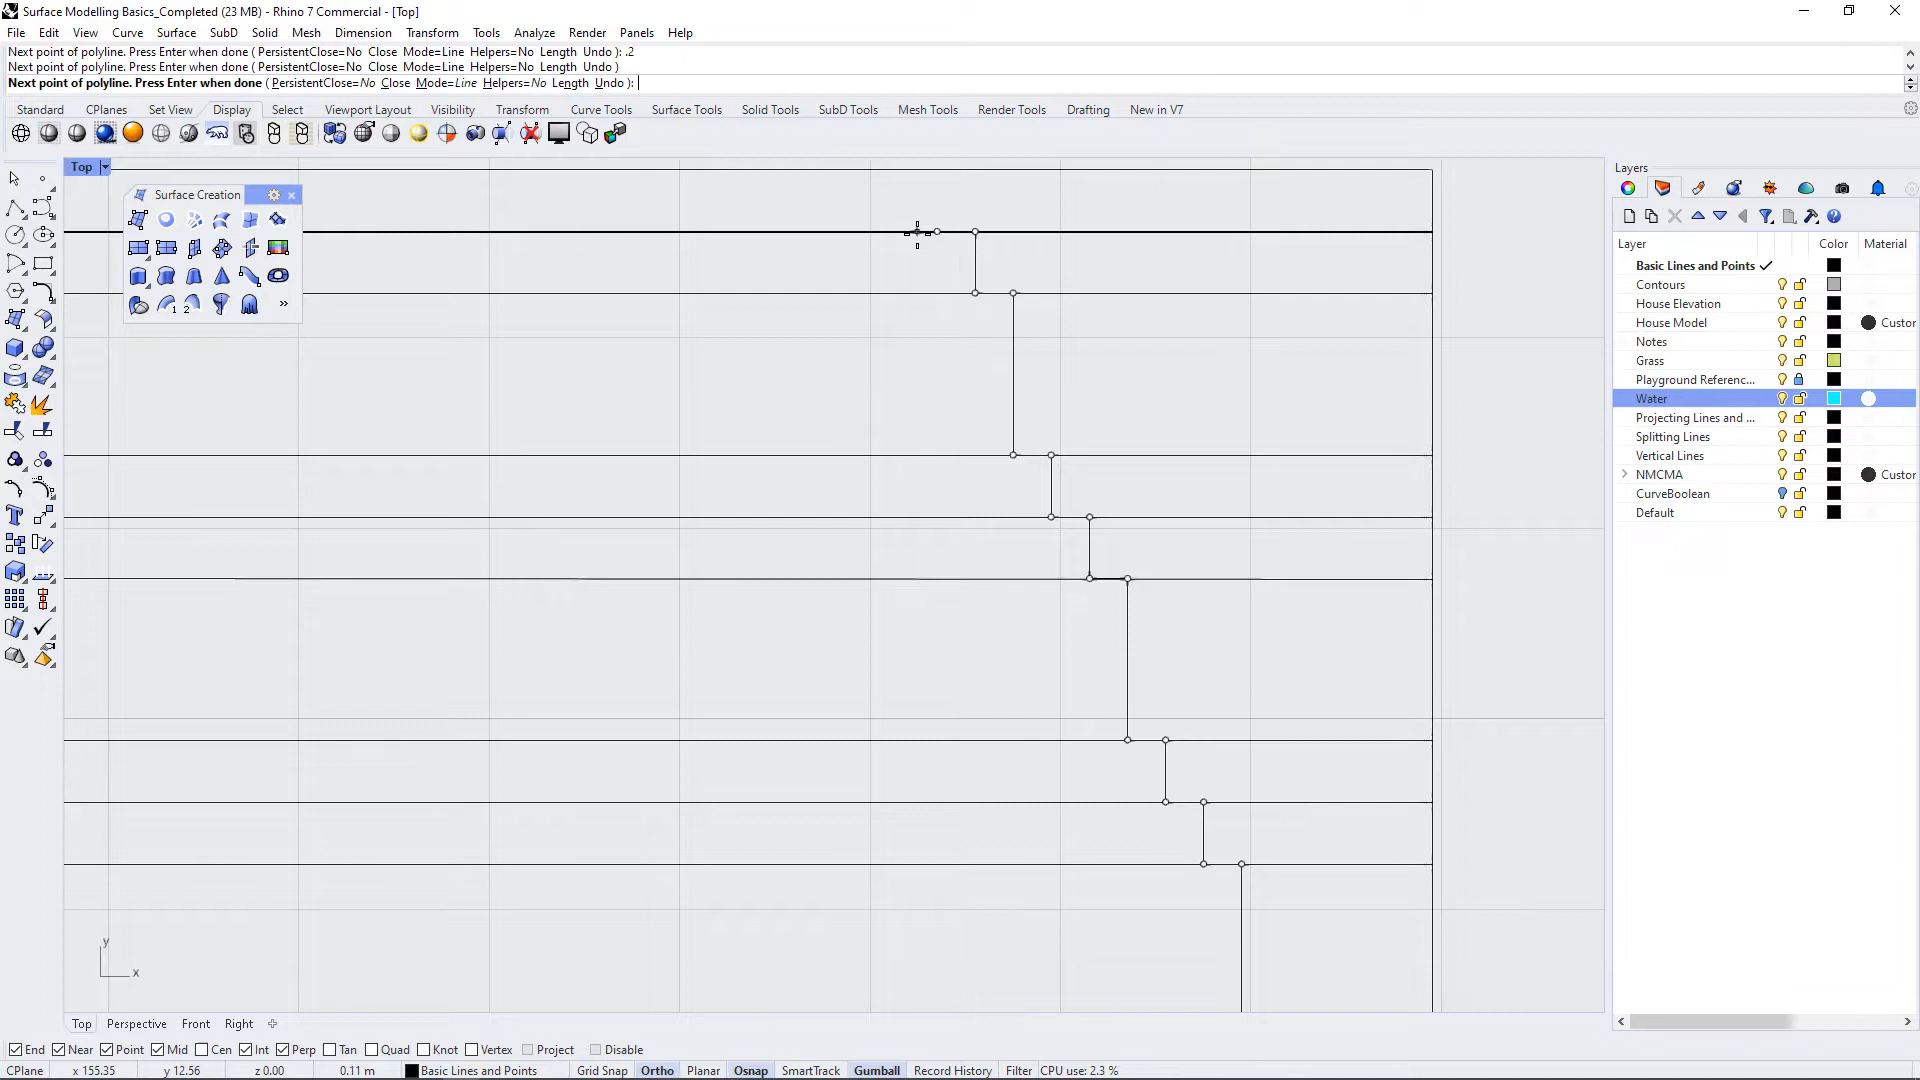 Surface Modelling Basics_Completed (23 MB) - Rhino 7 Commercial - [Top]
File Edit View Curve Surface SubD Solid Mesh Dimension Transform Tools Analyze Render Panels Help
Next point of polyline. Press Enter when done ( PersistentClose=No Close Mode=Line Helpers=No Length Undo ): .2
Next point of polyline. Press Enter when done ( PersistentClose=No Close Mode=Line Helpers=No Length Undo )
Next point of polyline. Press Enter when done ( PersistentClose=No Close Mode=Line Helpers=No Length Undo ):
Standard CPlanes Set View Display Select Viewport Layout Visibility Transform Curve Tools Surface Tools Solid Tools SubD Tools Mesh Tools Render Tools Drafting New in V7
Top
Surface Creation
1 2 »
Layers
Layer Color Material
Basic Lines and Points
Contours
House Elevation
House Model Custor
Notes
Grass
Playground Referenc...
Water
Projecting Lines and ...
Splitting Lines
Vertical Lines
NMCMA Custor
CurveBoolean
Default
y
x
Top Perspective Front Right
End Near Point Mid Cen Int Perp Tan Quad Knot Vertex Project Disable
CPlane x 155.35 y 12.56 z 0.00 0.11 m Basic Lines and Points Grid Snap Ortho Planar Osnap SmartTrack Gumball Record History Filter CPU use: 2.3 %